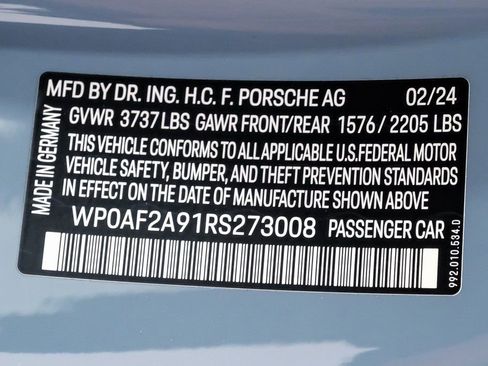 MFD BY DR. ING. H.C. F. PORSCHE AG 02/24
GVWR 3737 LBS GAWR FRONT/REAR 1576/2205 LBS
THIS VEHICLE CONFORMS TO ALL APPLICABLE U.S.FEDERAL MOTOR
VEHICLE SAFETY, BUMPER, AND THEFT PREVENTION STANDARDS
IN EFFECT ON THE DATE OF MANUFACTURE SHOWN ABOVE
WP0AF2A91RS273008 PASSENGER CAR
MADE IN GERMANY
992.010.534.D